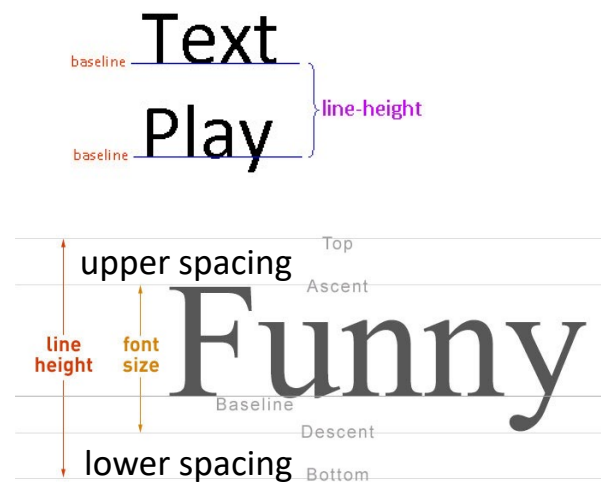 Text
baseline
line-height
Play
baseline
Top
upper spacing
Ascent
line height
font size
Funny
Baseline
Descent
lower spacing
Bottom